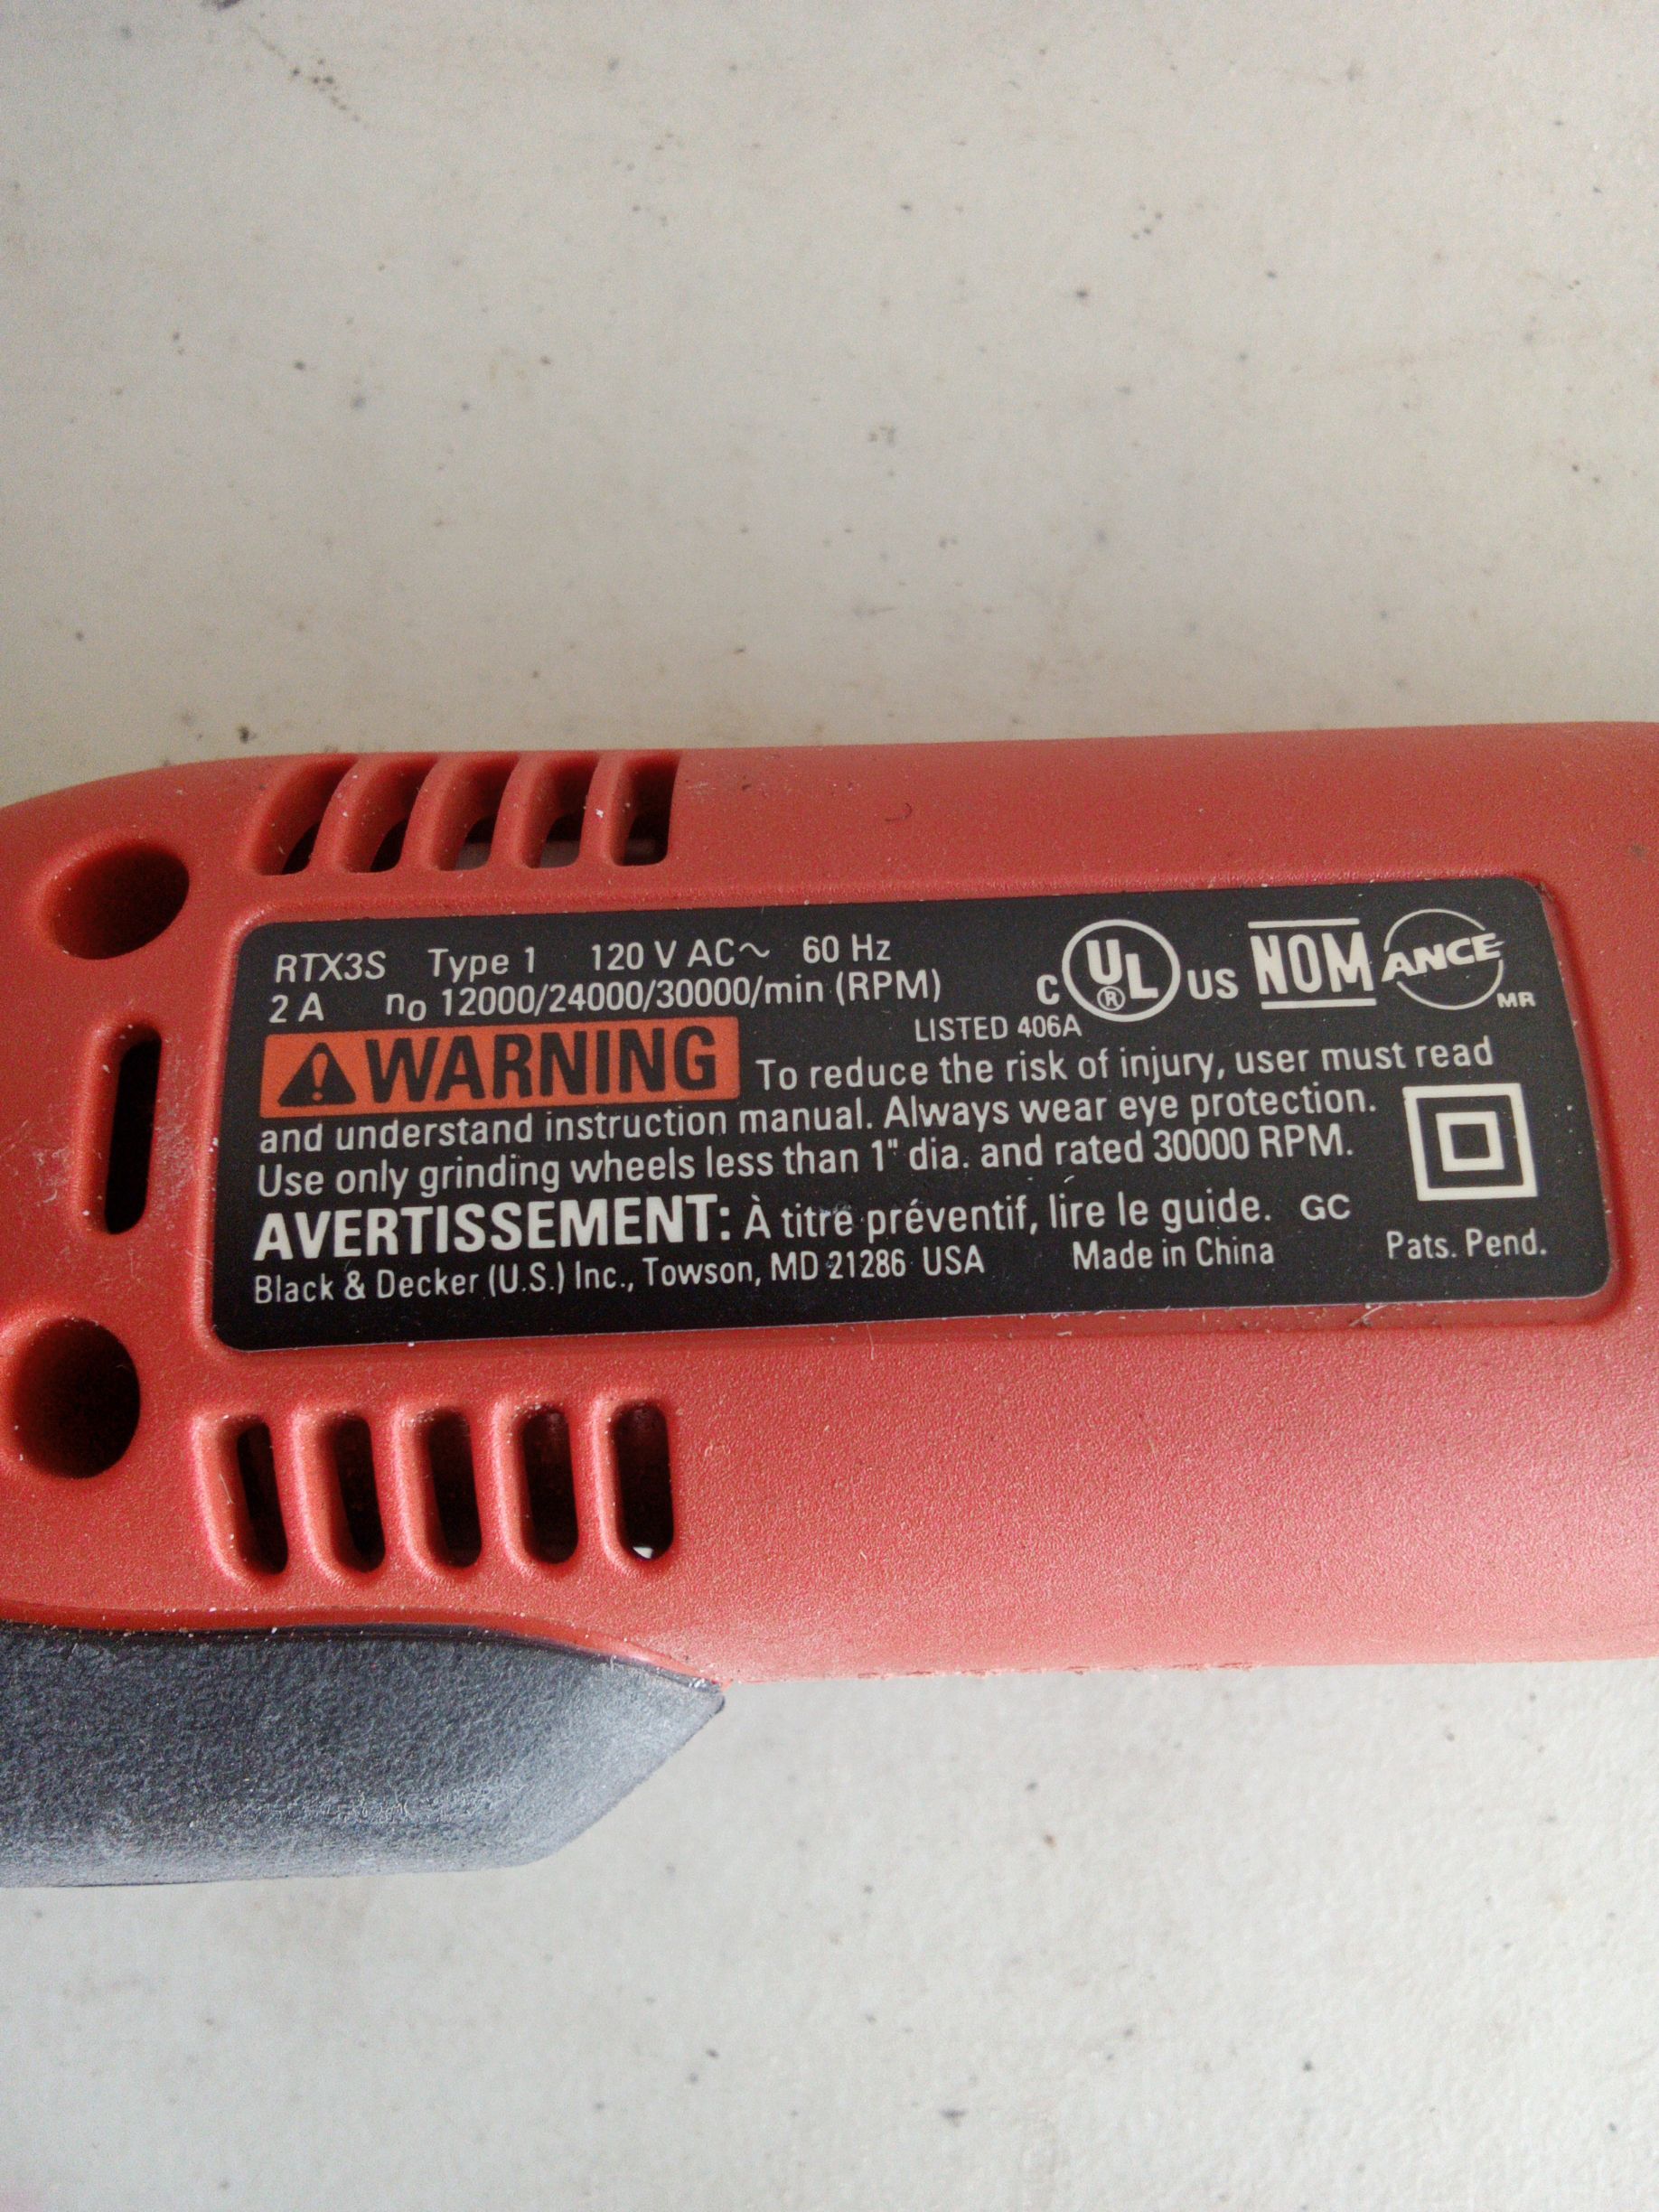 RTX3S Type 1 120 V AC~ 60 Hz
2 A no 12000/24000/30000/min (RPM)
C UL ® US NOM ANCE MR
LISTED 406A
WARNING To reduce the risk of injury, user must read
and understand instruction manual. Always wear eye protection.
Use only grinding wheels less than 1" dia. and rated 30000 RPM.
AVERTISSEMENT: À titre préventif, lire le guide. GC
Black & Decker (U.S.) Inc., Towson, MD 21286 USA Made in China Pats. Pend.